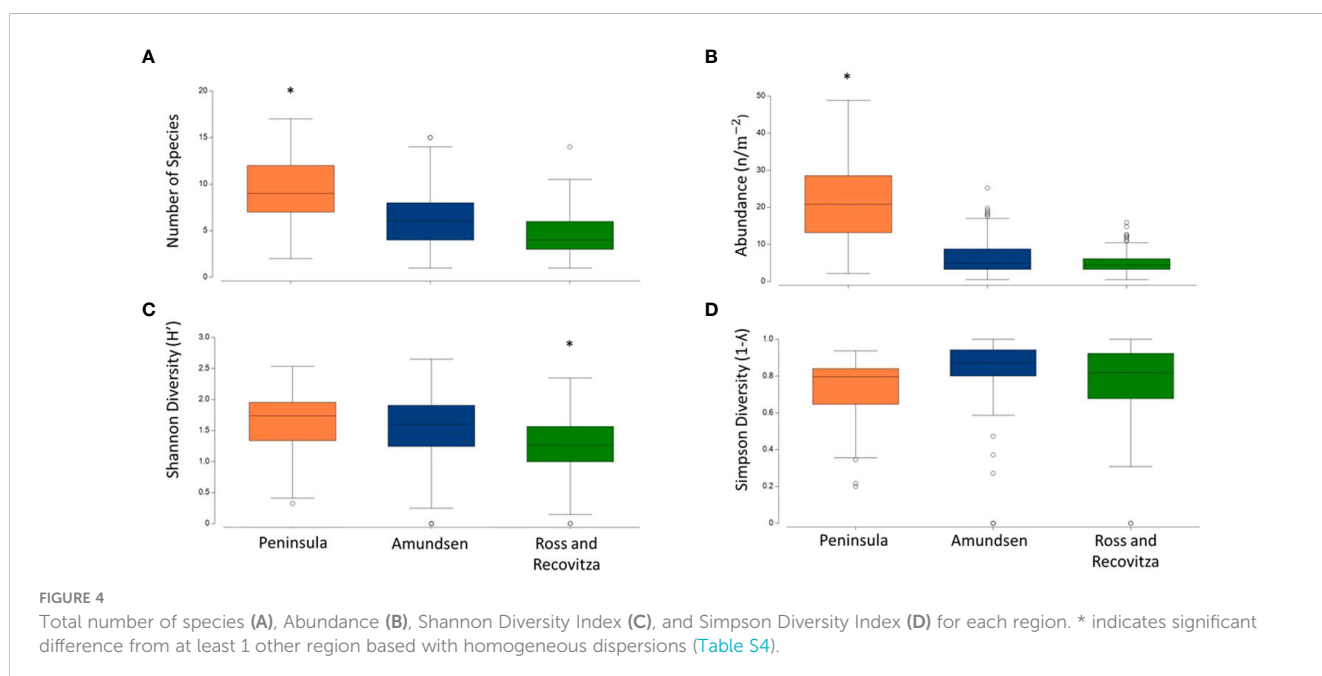 A
*
20
15
10
5
0
Number of Species
B
*
50
40
30
20
10
0
Abundance (n/m⁻²)
C
*
3.0
2.5
2.0
1.5
1.0
0.5
0
Shannon Diversity (H')
Peninsula
Amundsen
Ross and
Recovitza
D
1.0
0.8
0.6
0.4
0.2
0
Simpson Diversity (1-ʎ)
Peninsula
Amundsen
Ross and
Recovitza
FIGURE 4
Total number of species (A), Abundance (B), Shannon Diversity Index (C), and Simpson Diversity Index (D) for each region. * indicates significant
difference from at least 1 other region based with homogeneous dispersions (Table S4).